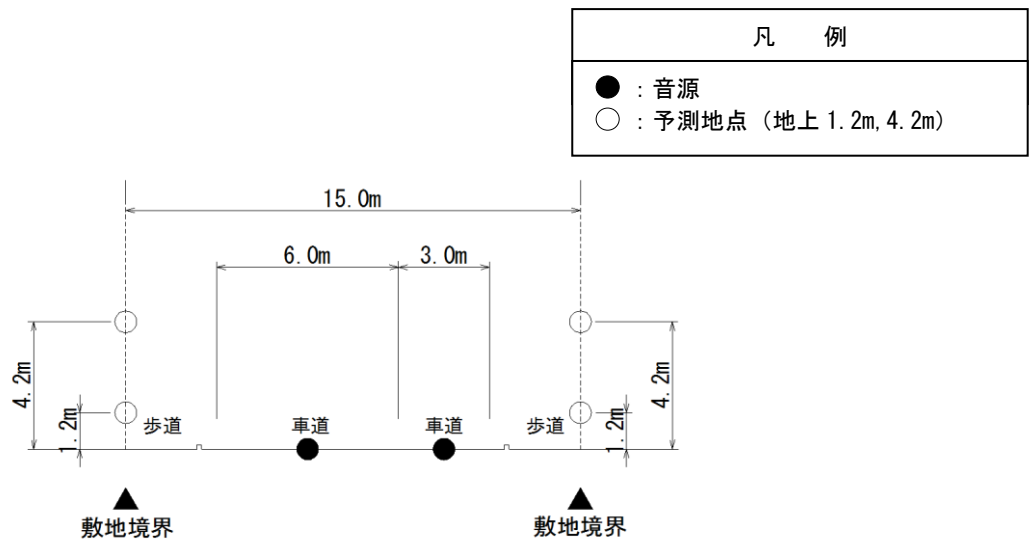 凡 例
● : 音源
○ : 予測地点 (地上 1.2m, 4.2m)
15.0m
6.0m 3.0m
4.2m 4.2m
1.2m 歩道 車道 車道 歩道 1.2m
敷地境界 敷地境界